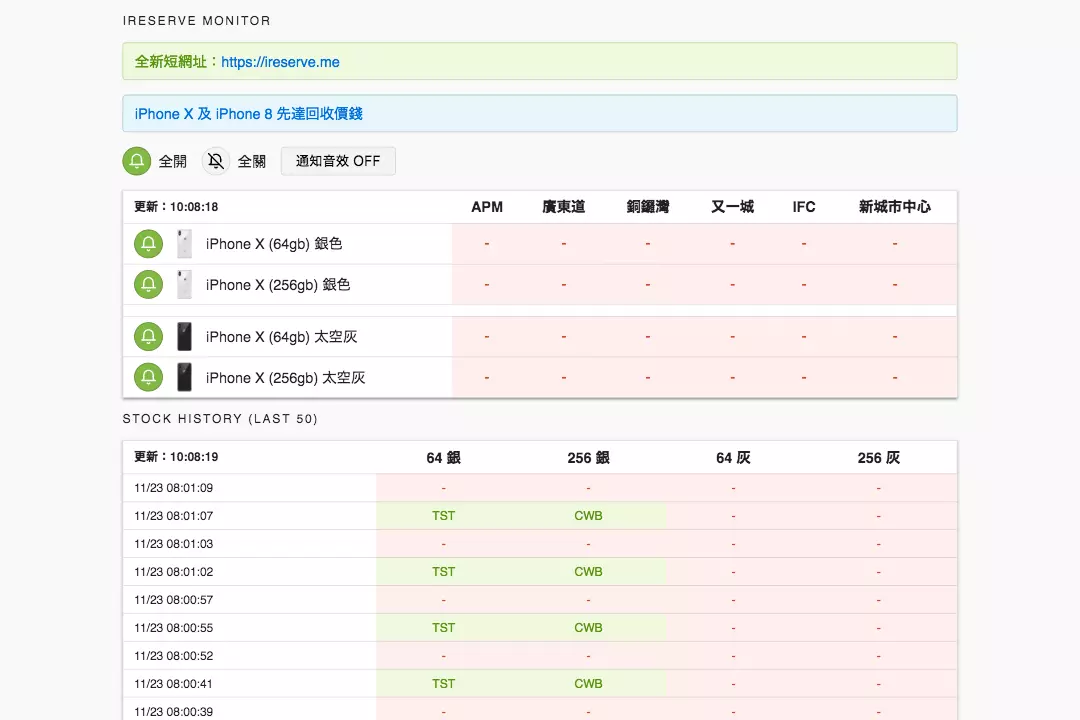 IRESERVE MONITOR
全新短網址：https://ireserve.me
iPhone X 及 iPhone 8 先達回收價錢
全開 全關 通知音效 OFF
更新：10:08:18 APM 廣東道 銅鑼灣 又一城 IFC 新城市中心
iPhone X (64gb) 銀色 - - - - - -
iPhone X (256gb) 銀色 - - - - - -
iPhone X (64gb) 太空灰 - - - - - -
iPhone X (256gb) 太空灰 - - - - - -
STOCK HISTORY (LAST 50)
更新：10:08:19 64 銀 256 銀 64 灰 256 灰
11/23 08:01:09 - - - -
11/23 08:01:07 TST CWB - -
11/23 08:01:03 - - - -
11/23 08:01:02 TST CWB - -
11/23 08:00:57 - - - -
11/23 08:00:55 TST CWB - -
11/23 08:00:52 - - - -
11/23 08:00:41 TST CWB - -
11/23 08:00:39 - - - -